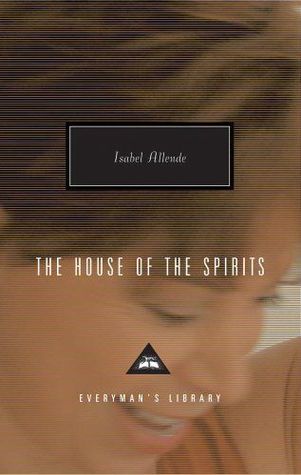 Isabel Allende
THE HOUSE OF THE SPIRITS
EVERYMAN'S LIBRARY